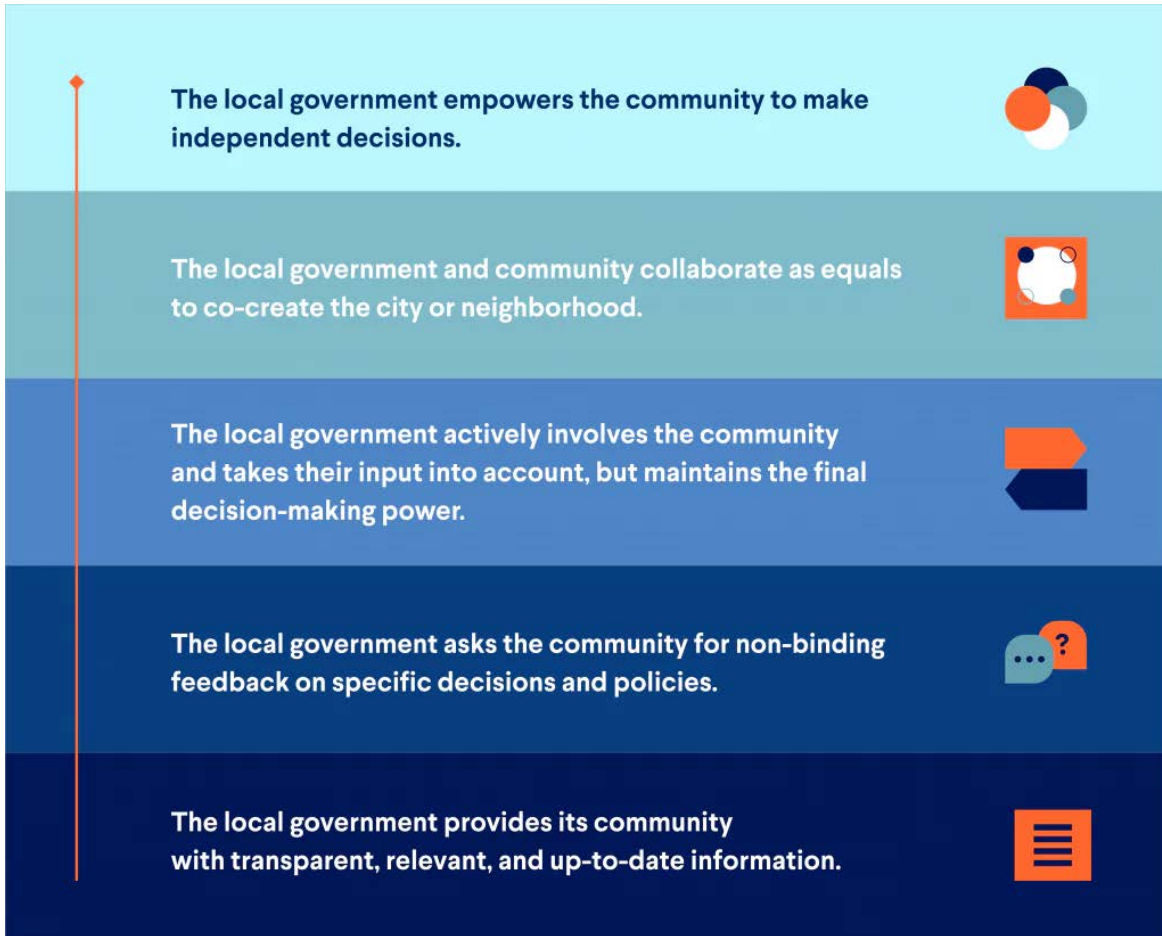 The local government empowers the community to make
independent decisions.
The local government and community collaborate as equals
to co-create the city or neighborhood.
The local government actively involves the community
and takes their input into account, but maintains the final
decision-making power.
The local government asks the community for non-binding
feedback on specific decisions and policies.
The local government provides its community
with transparent, relevant, and up-to-date information.
?